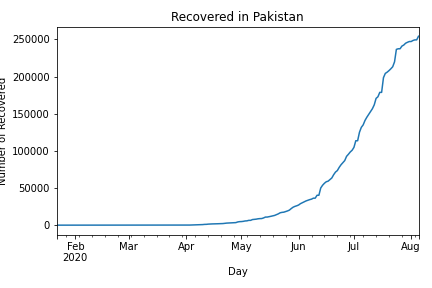 Recovered in Pakistan
Number of Recovered
250000
200000
150000
100000
50000
0
Feb Mar Apr May Jun Jul Aug
2020
Day